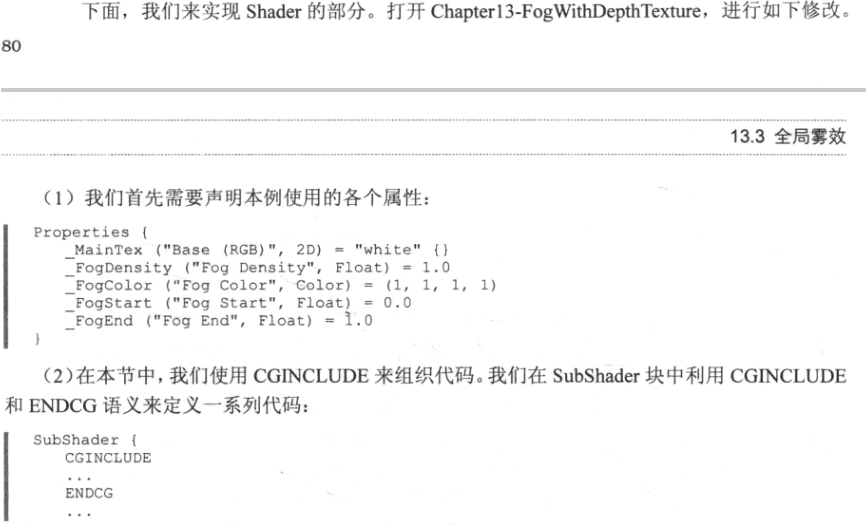 下面，我们来实现 Shader 的部分。打开 Chapter13-FogWithDepthTexture，进行如下修改。
80
13.3 全局雾效
（1）我们首先需要声明本例使用的各个属性：
Properties {
_MainTex ("Base (RGB)", 2D) = "white" {}
_FogDensity ("Fog Density", Float) = 1.0
_FogColor ("Fog Color", Color) = (1, 1, 1, 1)
_FogStart ("Fog Start", Float) = 0.0
_FogEnd ("Fog End", Float) = 1.0
}
（2）在本节中，我们使用 CGINCLUDE 来组织代码。我们在 SubShader 块中利用 CGINCLUDE
和 ENDCG 语义来定义一系列代码：
SubShader {
CGINCLUDE
...
ENDCG
...